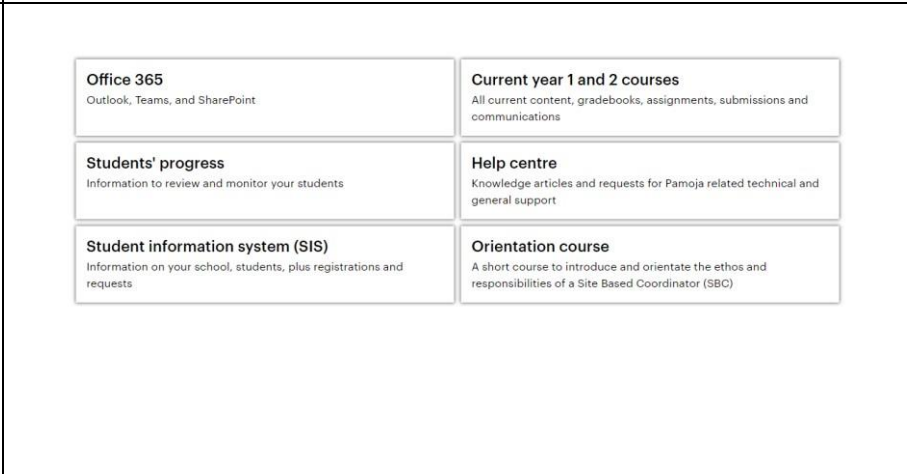 Office 365
Outlook, Teams, and SharePoint
Current year 1 and 2 courses
All current content, gradebooks, assignments, submissions and
communications
Students' progress
Information to review and monitor your students
Help centre
Knowledge articles and requests for Pamoja related technical and
general support
Student information system (SIS)
Information on your school, students, plus registrations and
requests
Orientation course
A short course to introduce and orientate the ethos and
responsibilities of a Site Based Coordinator (SBC)